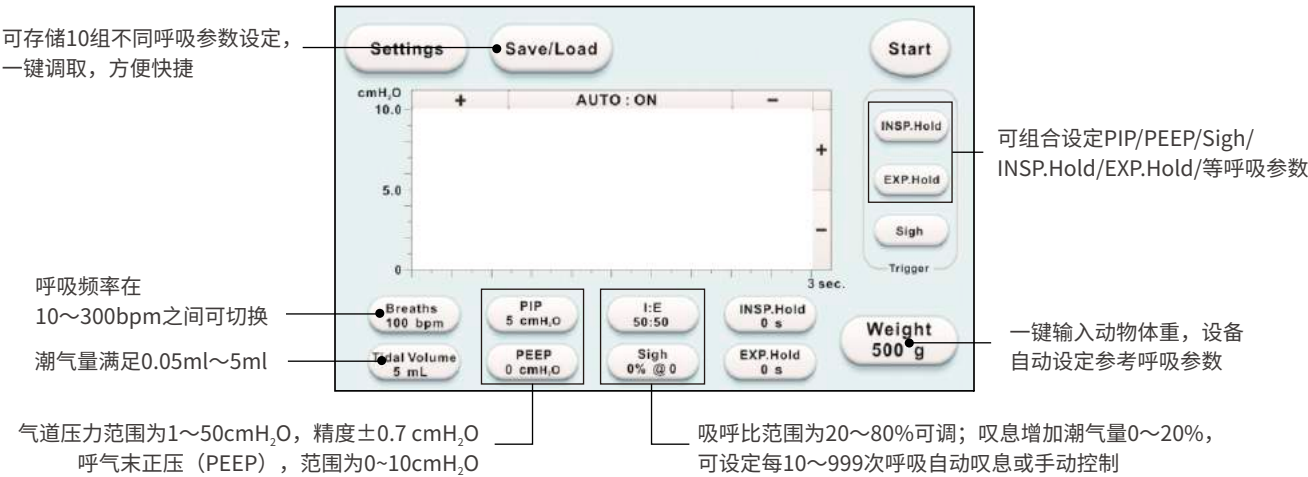 可存储10组不同呼吸参数设定，
一键调取，方便快捷
Settings
Save/Load
Start
cmH₂O
10.0
+
AUTO : ON
−
INSP.Hold
+
可组合设定PIP/PEEP/Sigh/
INSP.Hold/EXP.Hold/等呼吸参数
EXP.Hold
5.0
−
Sigh
0
Trigger
3 sec.
呼吸频率在
10～300bpm之间可切换
Breaths
100 bpm
PIP
5 cmH₂O
I:E
50:50
INSP.Hold
0 s
Weight
500 g
一键输入动物体重，设备
自动设定参考呼吸参数
潮气量满足0.05ml～5ml
Tidal Volume
5 mL
PEEP
0 cmH₂O
Sigh
0% @ 0
EXP.Hold
0 s
气道压力范围为1～50cmH₂O，精度±0.7 cmH₂O
呼气末正压（PEEP），范围为0~10cmH₂O
吸呼比范围为20～80%可调；叹息增加潮气量0～20%，
可设定每10～999次呼吸自动叹息或手动控制